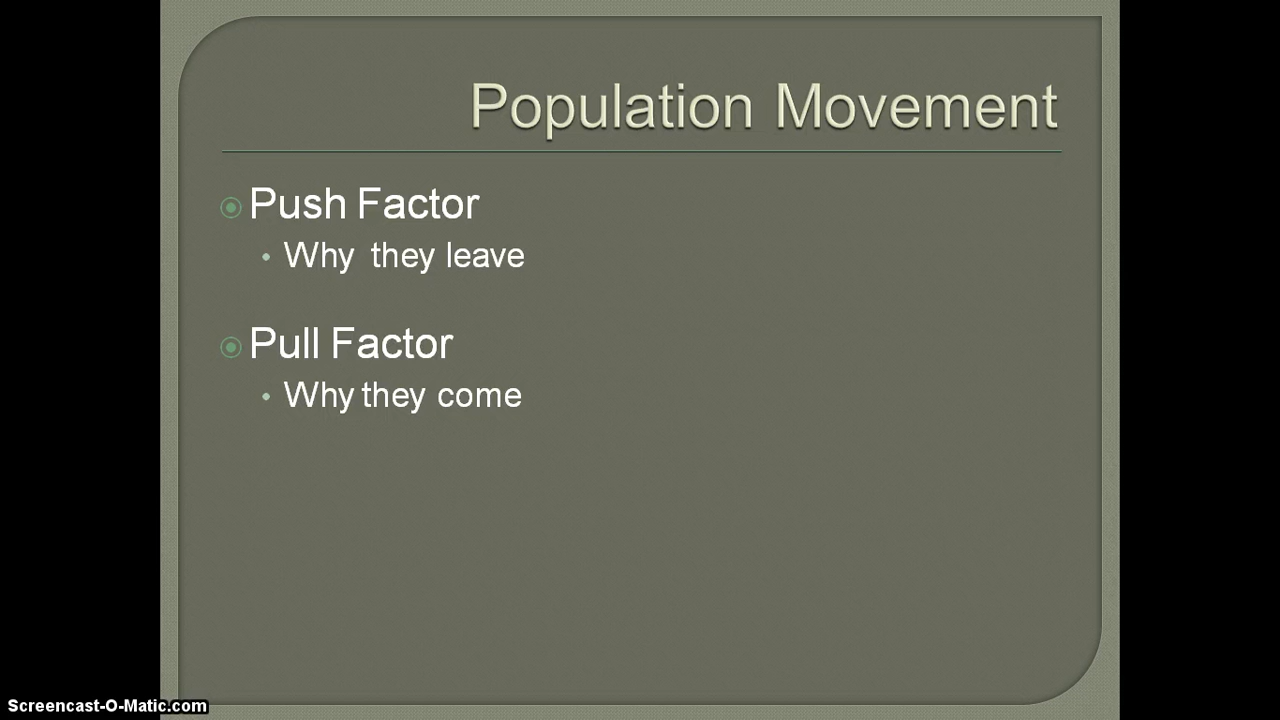 Population Movement
Push Factor
Why they leave
Pull Factor
Why they come
Screencast-O-Matic.com